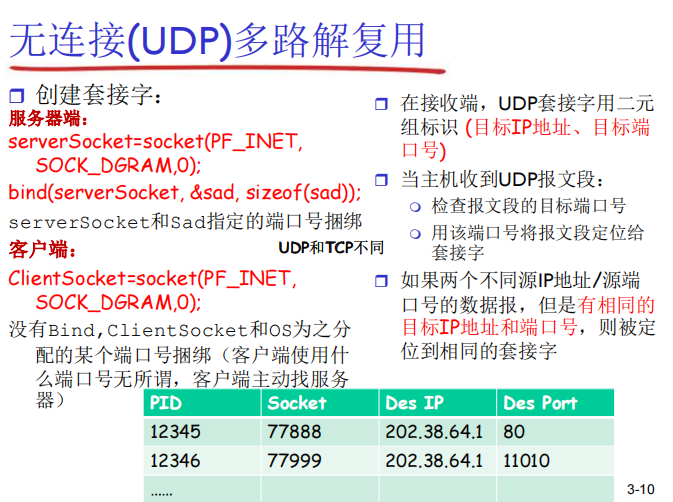 无连接(UDP)多路解复用
创建套接字：
服务器端：
serverSocket=socket(PF_INET,
SOCK_DGRAM,0);
bind(serverSocket, &sad, sizeof(sad));
serverSocket和Sad指定的端口号捆绑
客户端：
UDP和TCP不同
ClientSocket=socket(PF_INET,
SOCK_DGRAM,0);
没有Bind,ClientSocket和OS为之分
配的某个端口号捆绑（客户端使用什
么端口号无所谓，客户端主动找服务
器）
在接收端，UDP套接字用二元
组标识 (目标IP地址、目标端
口号)
当主机收到UDP报文段：
检查报文段的目标端口号
用该端口号将报文段定位给
套接字
如果两个不同源IP地址/源端
口号的数据报，但是有相同的
目标IP地址和端口号，则被定
位到相同的套接字
PID Socket Des IP Des Port
12345 77888 202.38.64.1 80
12346 77999 202.38.64.1 11010
......
3-10